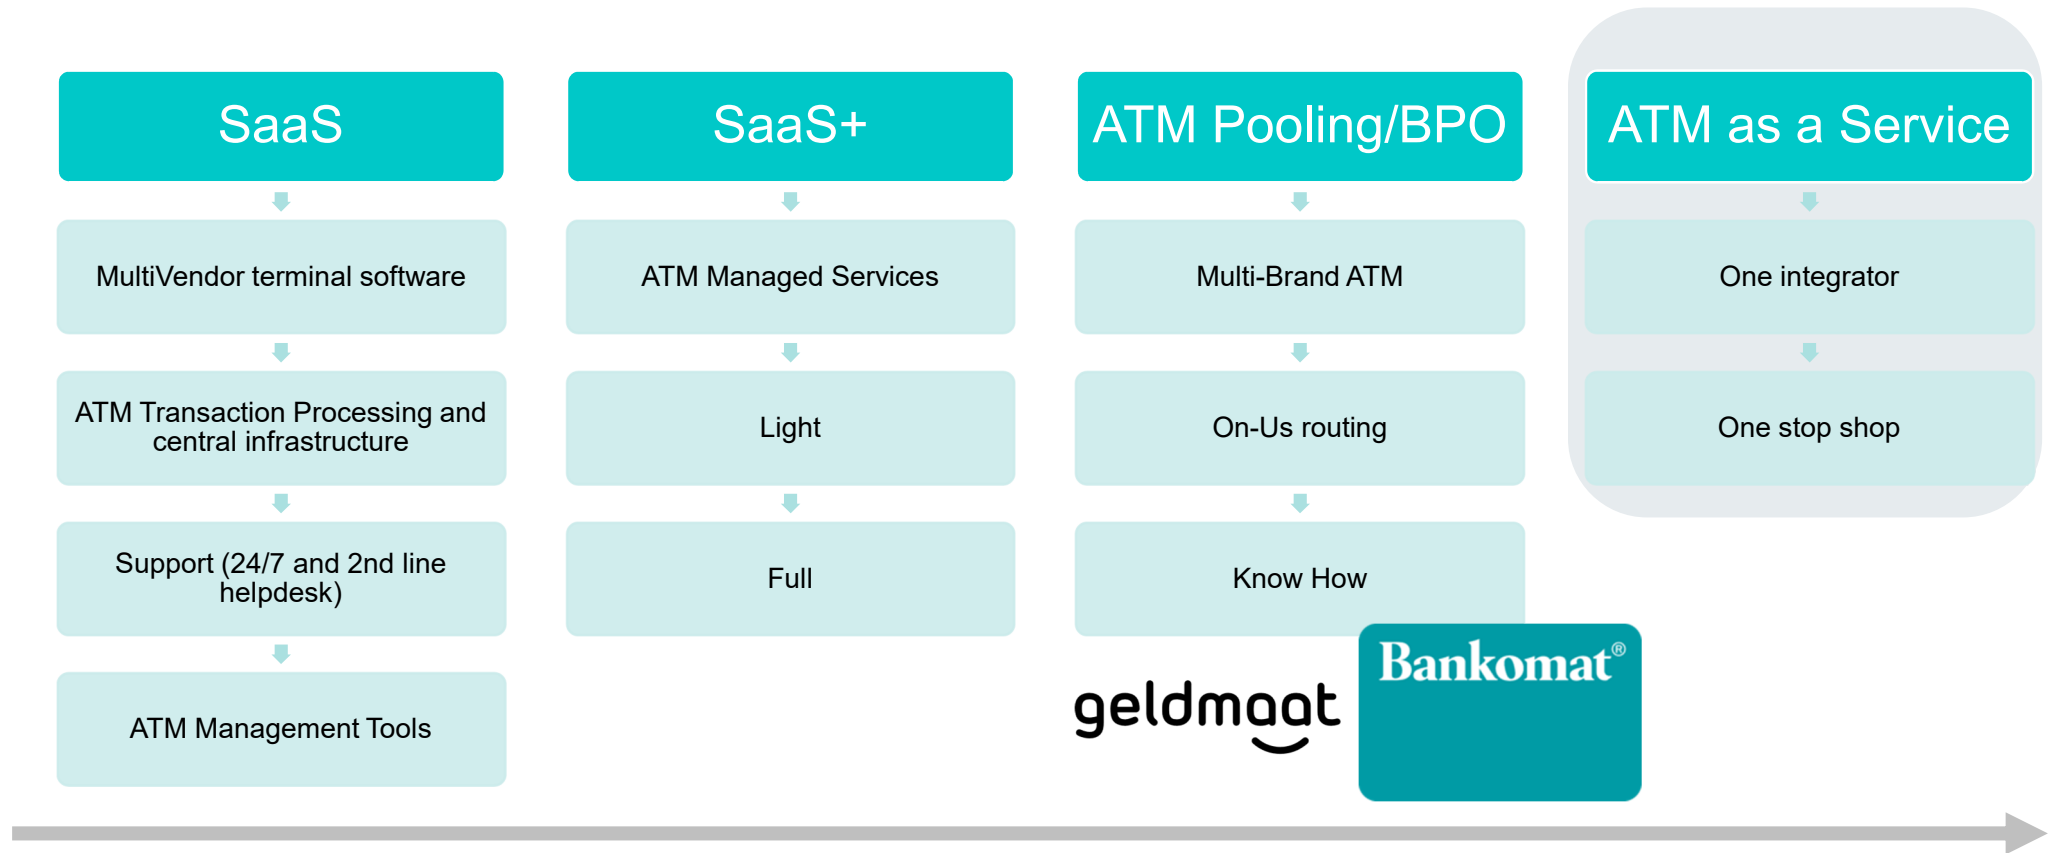 SaaS
MultiVendor terminal software
ATM Transaction Processing and
central infrastructure
Support (24/7 and 2nd line
helpdesk)
ATM Management Tools
SaaS+
ATM Managed Services
Light
Full
ATM Pooling/BPO
Multi-Brand ATM
On-Us routing
Know How
geldmaat
Bankomat®
ATM as a Service
One integrator
One stop shop